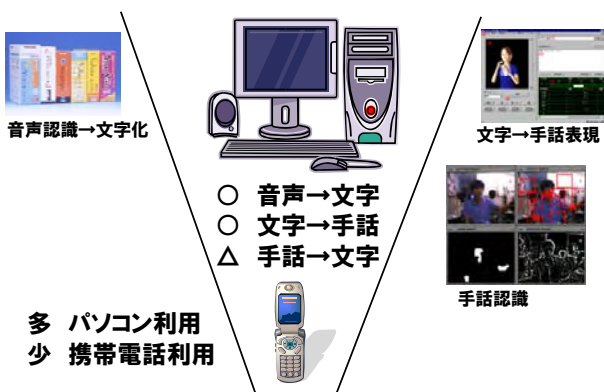 音声認識→文字化
文字→手話表現
○ 音声→文字
○ 文字→手話
△ 手話→文字
手話認識
多 パソコン利用
少 携帯電話利用